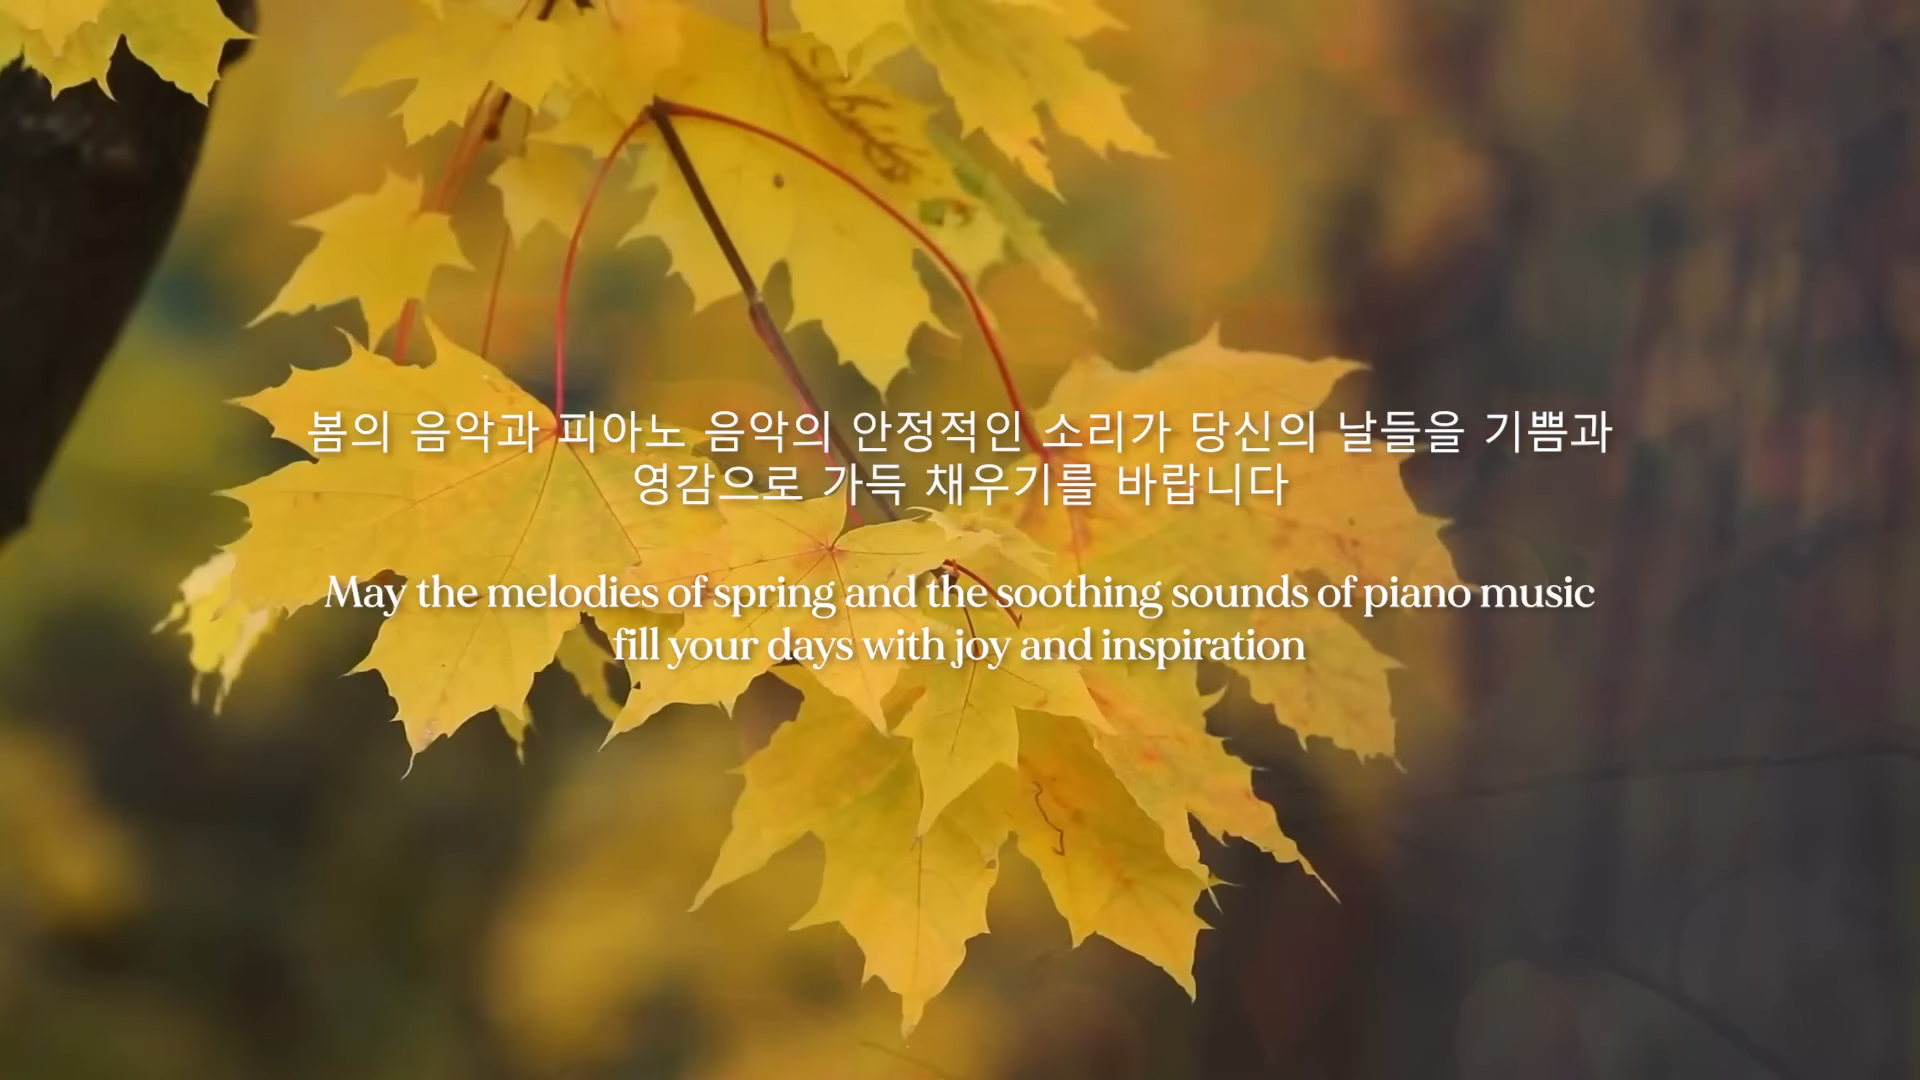 봄의 음악과 피아노 음악의 안정적인 소리가 당신의 날들을 기쁨과
영감으로 가득 채우기를 바랍니다
May the melodies of spring and the soothing sounds of piano music
fill your days with joy and inspiration